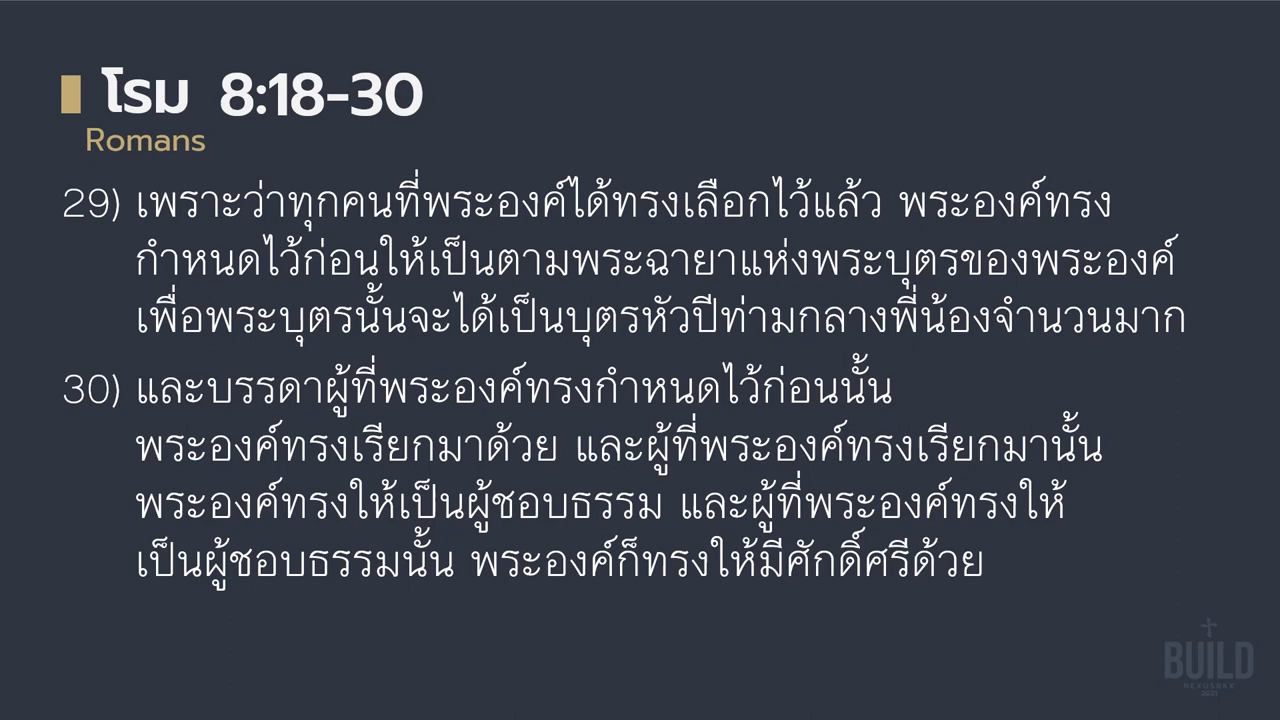 โรม 8:18-30
Romans
29) เพราะว่าทุกคนที่พระองค์ได้ทรงเลือกไว้แล้ว พระองค์ทรง
กำหนดไว้ก่อนให้เป็นตามพระฉายาแห่งพระบุตรของพระองค์
เพื่อพระบุตรนั้นจะได้เป็นบุตรหัวปีท่ามกลางพี่น้องจำนวนมาก
30) และบรรดาผู้ที่พระองค์ทรงกำหนดไว้ก่อนนั้น
พระองค์ทรงเรียกมาด้วย และผู้ที่พระองค์ทรงเรียกมานั้น
พระองค์ทรงให้เป็นผู้ชอบธรรม และผู้ที่พระองค์ทรงให้
เป็นผู้ชอบธรรมนั้น พระองค์ก็ทรงให้มีศักดิ์ศรีด้วย
BUILD
NEXUSBKK
2021